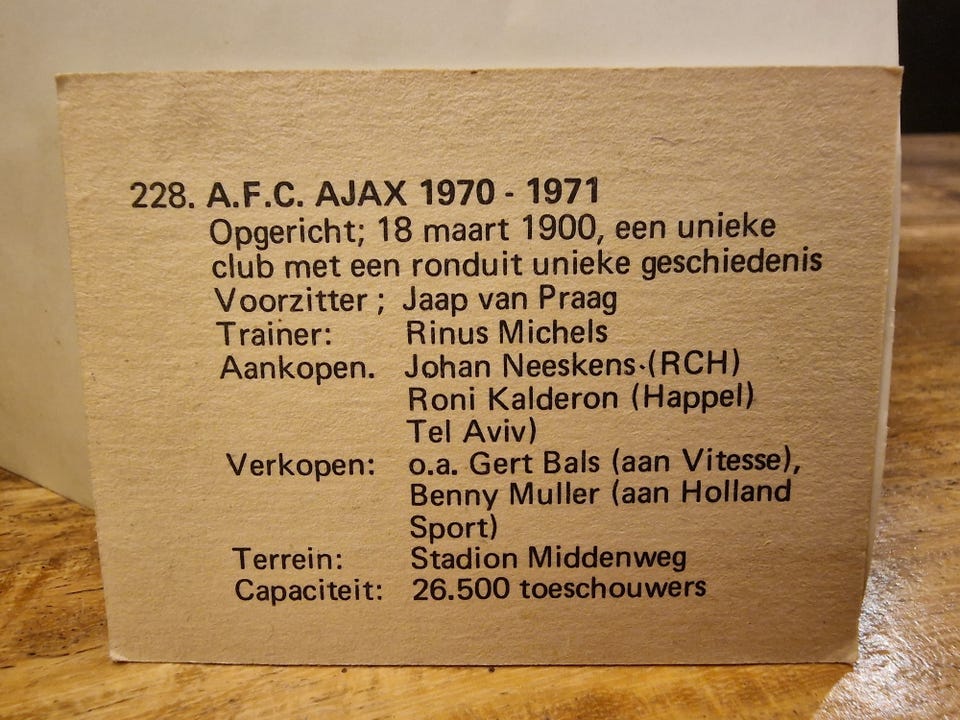 228. A.F.C. AJAX 1970 - 1971
Opgericht; 18 maart 1900, een unieke
club met een ronduit unieke geschiedenis
Voorzitter ; Jaap van Praag
Trainer: Rinus Michels
Aankopen. Johan Neeskens.(RCH)
Roni Kalderon (Happel)
Tel Aviv)
Verkopen: o.a. Gert Bals (aan Vitesse),
Benny Muller (aan Holland
Sport)
Terrein: Stadion Middenweg
Capaciteit: 26.500 toeschouwers